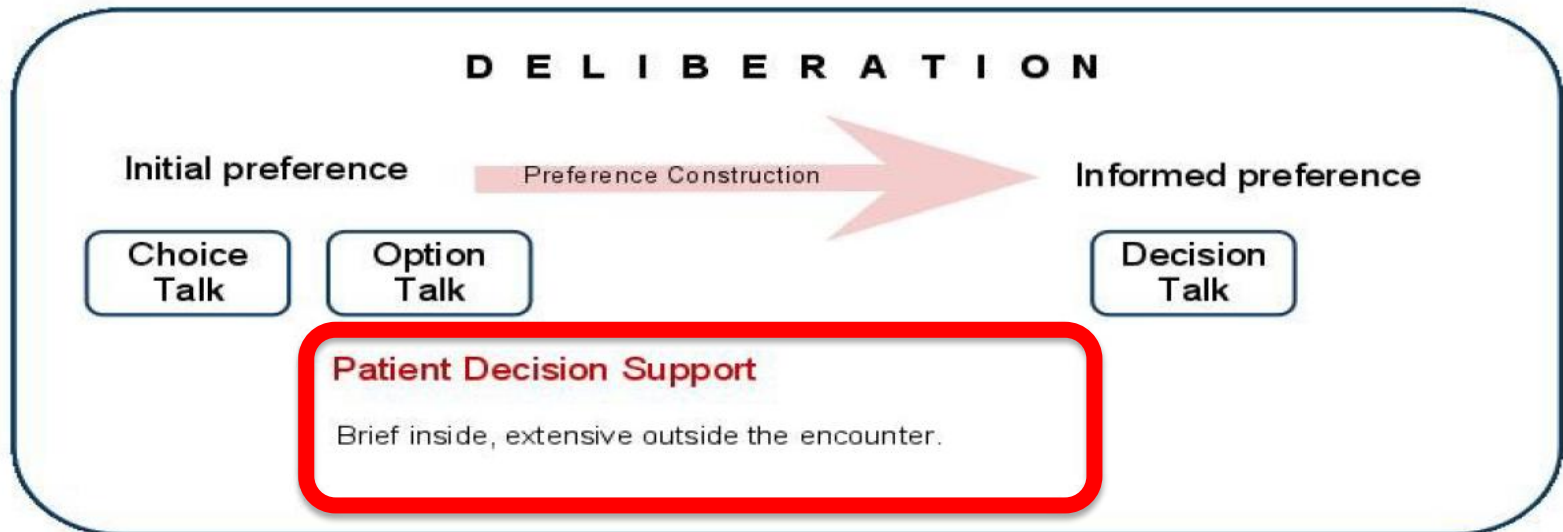 DELIBERATION
Initial preference
Preference Construction
Informed preference
Choice
Talk
Option
Talk
Decision
Talk
Patient Decision Support
Brief inside, extensive outside the encounter.